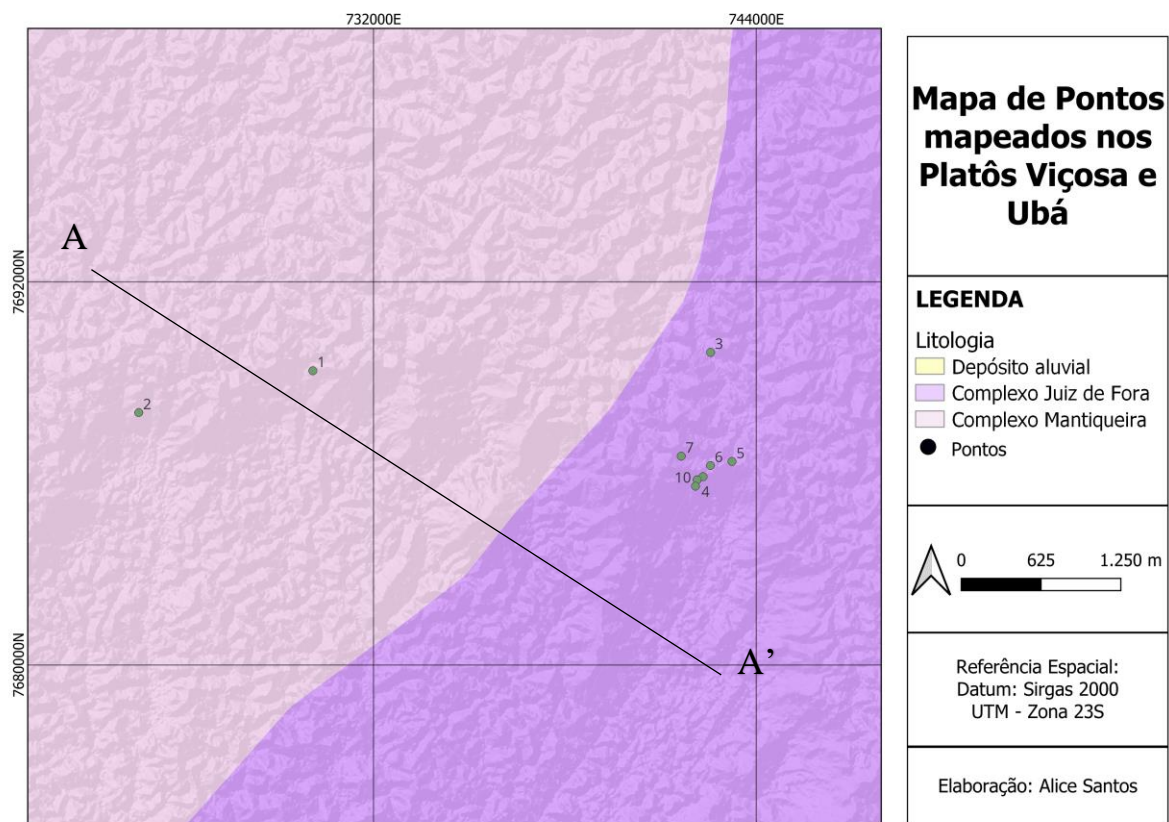 732000E
744000E
7692000N
7680000N
A
1
2
3
7
6
5
10
4
A’
Mapa de Pontos
mapeados nos
Platôs Viçosa e
Ubá
LEGENDA
Litologia
Depósito aluvial
Complexo Juiz de Fora
Complexo Mantiqueira
Pontos
0 625 1.250 m
Referência Espacial:
Datum: Sirgas 2000
UTM - Zona 23S
Elaboração: Alice Santos